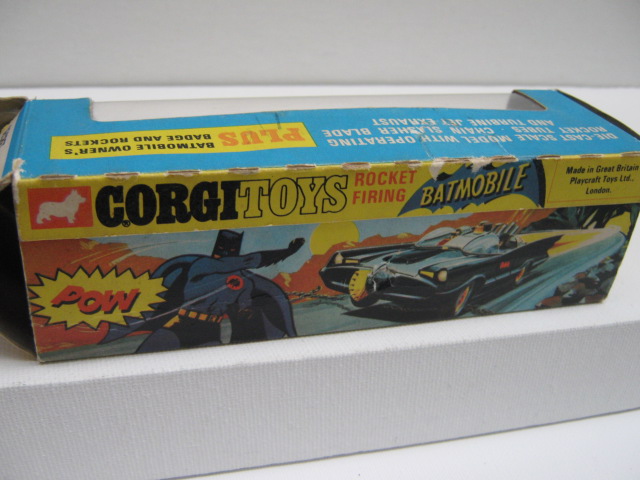 BATMOBILE OWNER'S
PLUS BADGE AND ROCKETS
DIE-CAST SCALE MODEL WITH OPERATING
ROCKET TUBES CHAIN SLASHER BLADE
AND TURBINE JET EXHAUST
CORGI TOYS
ROCKET
FIRING
BATMOBILE
Made in Great Britain
Playcraft Toys Ltd.,
London.
POW